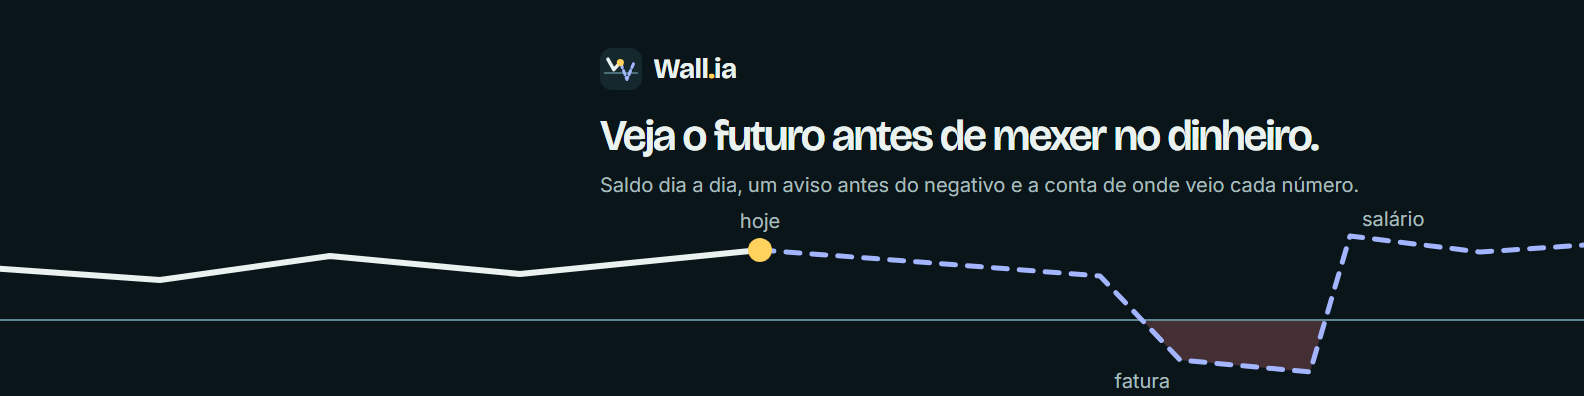 Wall.ia
Veja o futuro antes de mexer no dinheiro.
Saldo dia a dia, um aviso antes do negativo e a conta de onde veio cada número.
hoje
salário
fatura